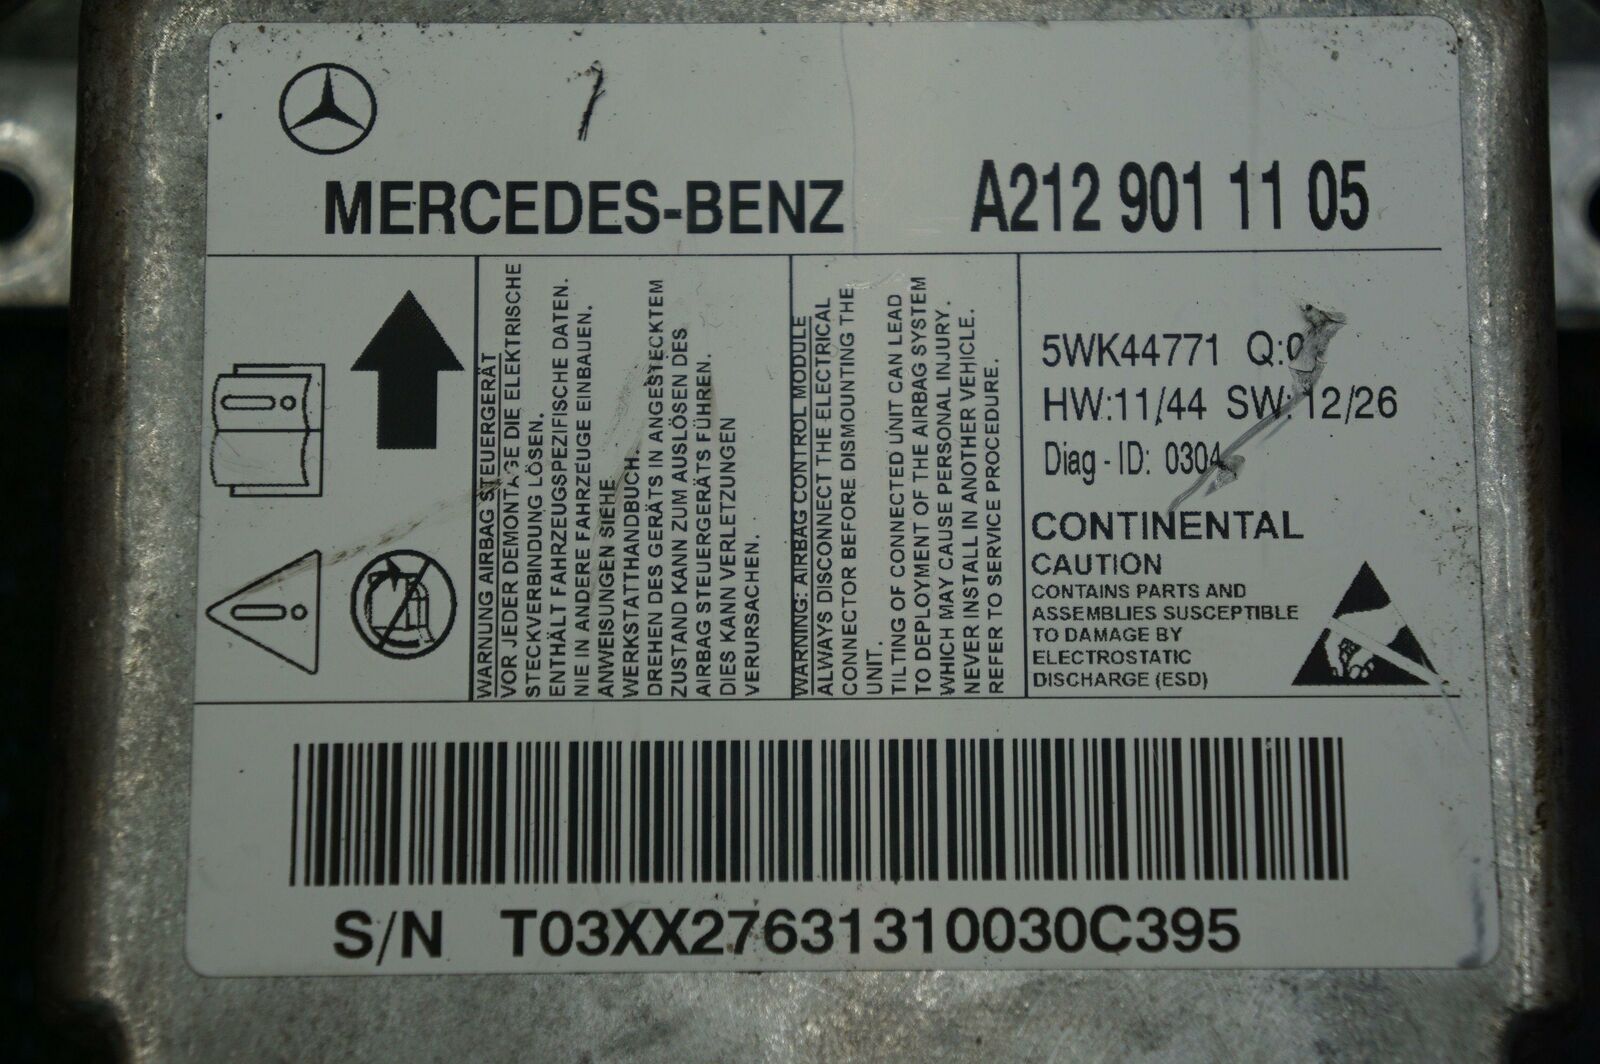 MERCEDES-BENZ
A212 901 11 05
WARNUNG AIRBAG STEUERGERÄT
VOR JEDER DEMONTAGE DIE ELEKTRISCHE
STECKVERBINDUNG LÖSEN.
ENTHÄLT FAHRZEUGSPEZIFISCHE DATEN.
NIE IN ANDERE FAHRZEUGE EINBAUEN.
ANWEISUNGEN SIEHE
WERKSTATTHANDBUCH.
DREHEN DES GERÄTS IN ANGESTECKTEM
ZUSTAND KANN ZUM AUSLÖSEN DES
AIRBAG STEUERGERÄTS FÜHREN.
DIES KANN VERLETZUNGEN
VERURSACHEN.
WARNING: AIRBAG CONTROL MODULE
ALWAYS DISCONNECT THE ELECTRICAL
CONNECTOR BEFORE DISMOUNTING THE
UNIT.
TILTING OF CONNECTED UNIT CAN LEAD
TO DEPLOYMENT OF THE AIRBAG SYSTEM
WHICH MAY CAUSE PERSONAL INJURY.
NEVER INSTALL IN ANOTHER VEHICLE.
REFER TO SERVICE PROCEDURE.
5WK44771
HW:11/44 SW: 12/26
Diag - ID: 0304
CONTINENTAL
CAUTION
CONTAINS PARTS AND
ASSEMBLIES SUSCEPTIBLE
TO DAMAGE BY
ELECTROSTATIC
DISCHARGE (ESD)
S/N T03XX27631310030C395